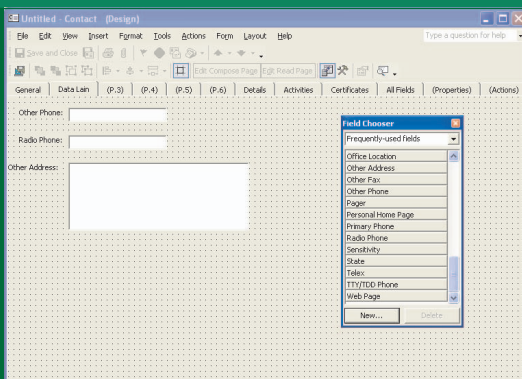 Untitled - Contact (Design)
File Edit View Insert Format Tools Actions Form Layout Help
Type a question for help
Save and Close
Edit Compose Page Edit Read Page
General Data Lain (P.3) (P.4) (P.5) (P.6) Details Activities Certificates All Fields (Properties) (Actions)
Other Phone:
Radio Phone:
Other Address:
Field Chooser
Frequently-used fields
Office Location
Other Address
Other Fax
Other Phone
Pager
Personal Home Page
Primary Phone
Radio Phone
Sensitivity
State
Telex
TTY/TDD Phone
Web Page
New... Delete